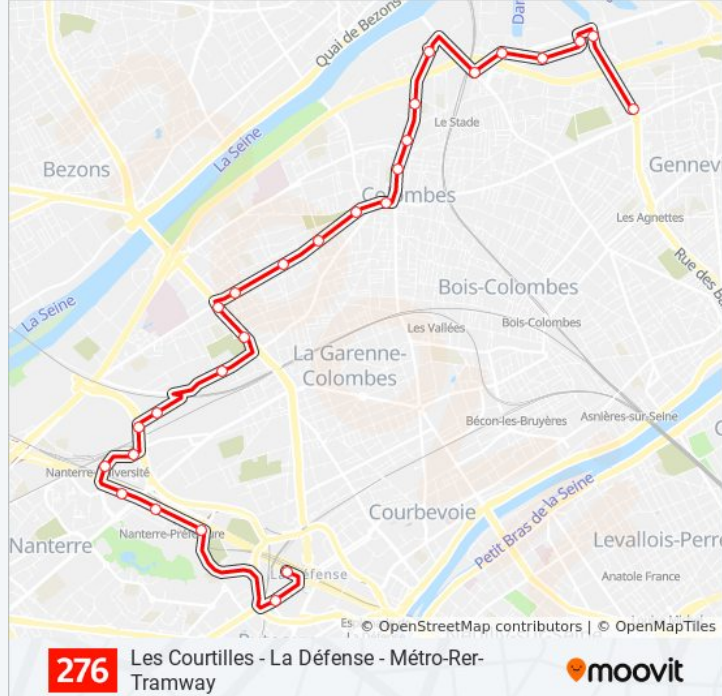 Quai de Bezons
Le Stade
La Seine
Bezons
Colombes
Gennev
Les Agnettes
Rue des Ba
Bois-Colombes
La Seine
Les Vallées
Bois-Colombes
La Garenne-
Colombes
Bécon-les-Bruyères
Asnières-sur-Seine
Nanterre-Université
Petit Bras de la Seine
Courbevoie
Nanterre-Préfecture
Nanterre
Levallois-Perre
La Défense
Anatole France
Es
© OpenStreetMap contributors | © OpenMapTiles
276
Les Courtilles - La Défense - Métro-Rer-
Tramway
moovit